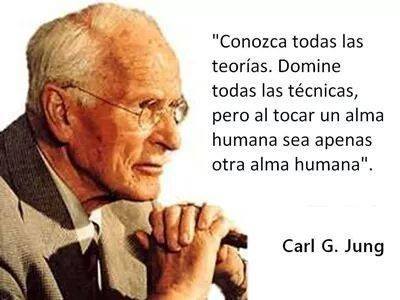 "Conozca todas las
teorías. Domine
todas las técnicas,
pero al tocar un alma
humana sea apenas
otra alma humana".
Carl G. Jung